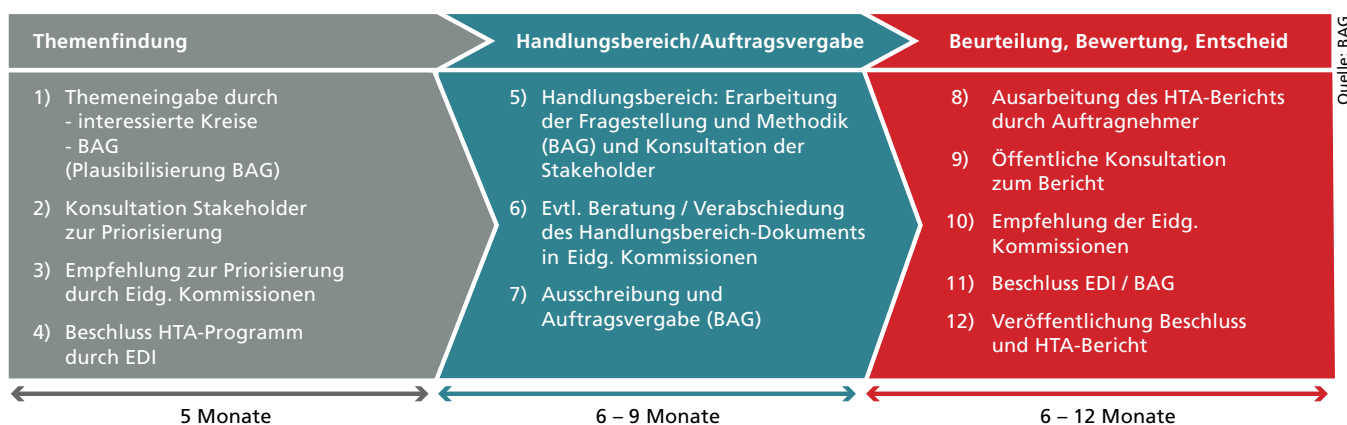 Themenfindung
1) Themeneingabe durch
- interessierte Kreise
- BAG
(Plausibilisierung BAG)
2) Konsultation Stakeholder
zur Priorisierung
3) Empfehlung zur Priorisierung
durch Eidg. Kommissionen
4) Beschluss HTA-Programm
durch EDI
5 Monate
Handlungsbereich/Auftragsvergabe
5) Handlungsbereich: Erarbeitung
der Fragestellung und Methodik
(BAG) und Konsultation der
Stakeholder
6) Evtl. Beratung / Verabschiedung
des Handlungsbereich-Dokuments
in Eidg. Kommissionen
7) Ausschreibung und
Auftragsvergabe (BAG)
6 – 9 Monate
Beurteilung, Bewertung, Entscheid
8) Ausarbeitung des HTA-Berichts
durch Auftragnehmer
9) Öffentliche Konsultation
zum Bericht
10) Empfehlung der Eidg.
Kommissionen
11) Beschluss EDI / BAG
12) Veröffentlichung Beschluss
und HTA-Bericht
6 – 12 Monate
Quelle: BAG